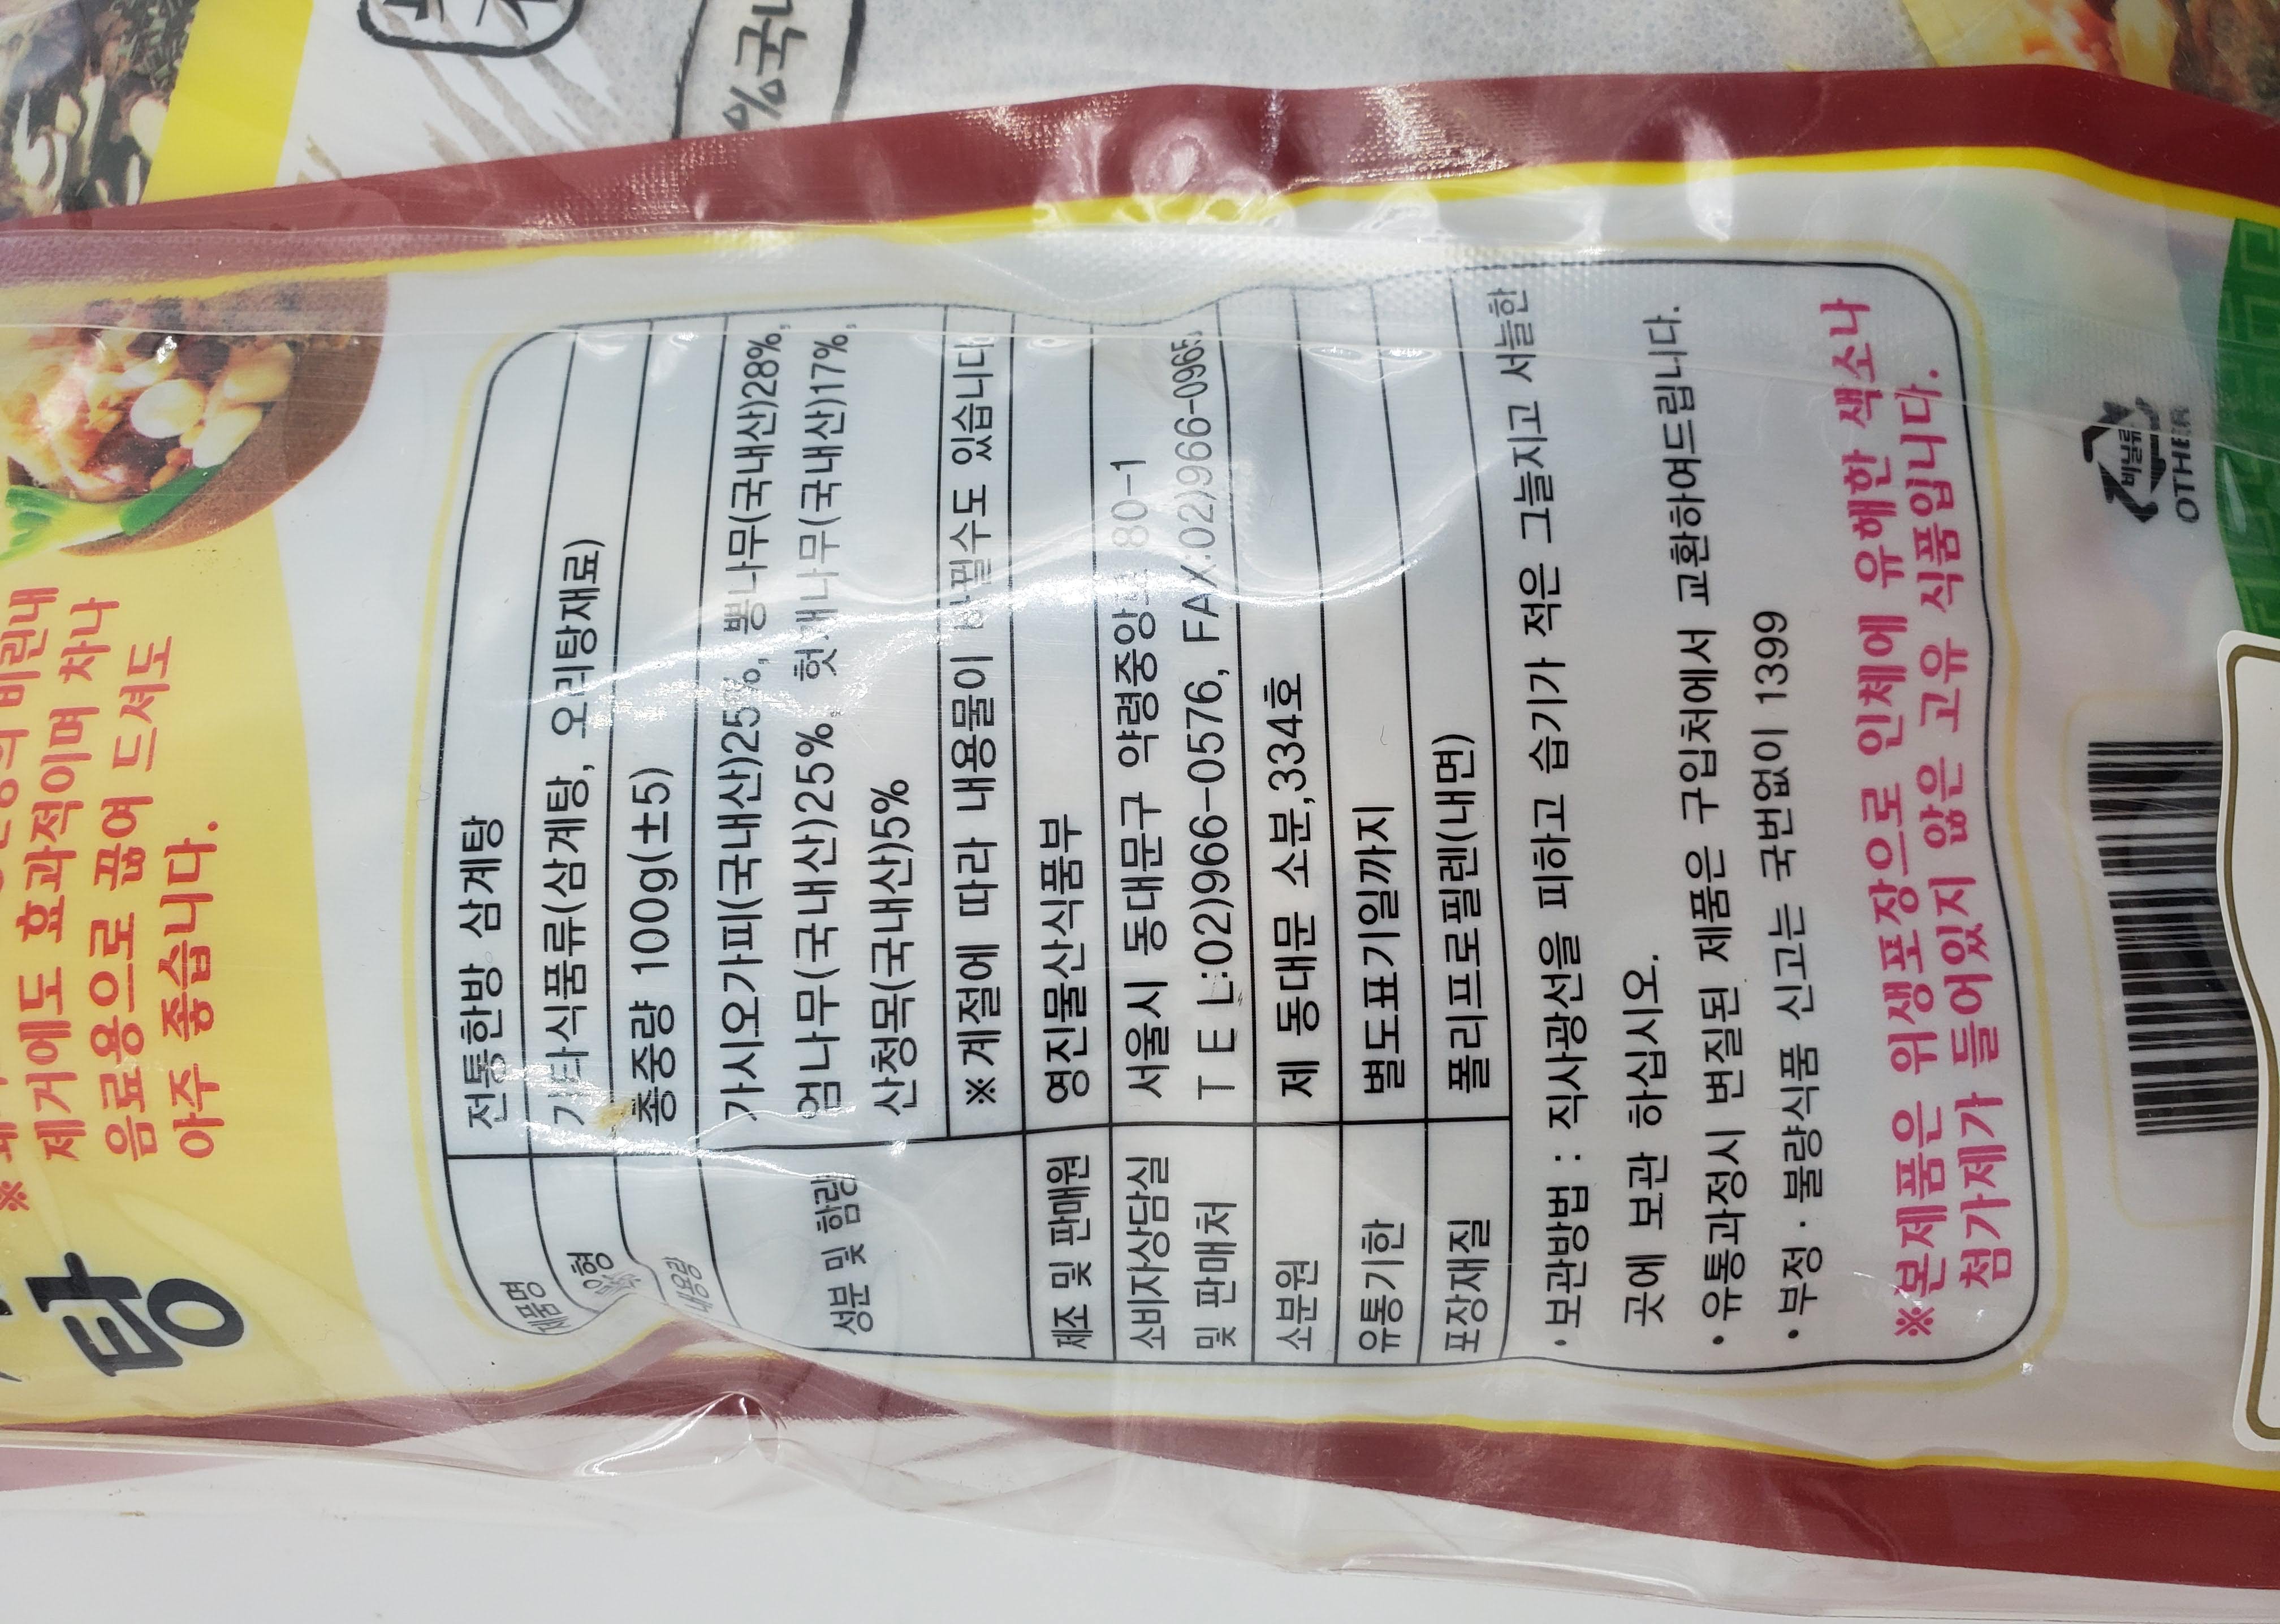 제거에도 효과적이며 차나
음료용으로 끓여 드셔도
아주 좋습니다.
탕
제품명 전통한방 삼계탕
유형 기타식품류(삼계탕, 오리탕재료)
내용량 총중량 100g(±5)
성분 및 함량 가시오가피(국내산)25%, 뽕나무(국내산)28%,
엄나무(국내산)25%, 헛개나무(국내산)17%,
산청목(국내산)5%
※계절에 따라 내용물이 바뀔수도 있습니다
제조 및 판매원 영진물산식품부
소비자상담실 및 판매처 서울시 동대문구 약령중앙로 80-1
T E L:02)966-0576, FAX:02)966-0965
소분원 제 동대문 소분,334호
유통기한 별도표기일까지
포장재질 폴리프로필렌(내면)
· 보관방법 : 직사광선을 피하고 습기가 적은 그늘지고 서늘한
곳에 보관 하십시오.
· 유통과정시 변질된 제품은 구입처에서 교환하여드립니다.
· 부정 · 불량식품 신고는 국번없이 1399
※본제품은 위생포장으로 인체에 유해한 색소나
첨가제가 들어있지 않은 고유 식품입니다.
비닐류
OTHER